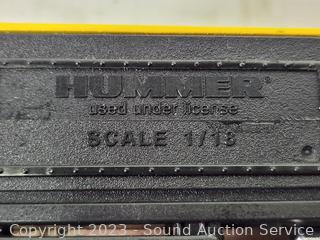 HUMMER®
used under license
SCALE 1/18
Copyright 2023 - Sound Auction Service